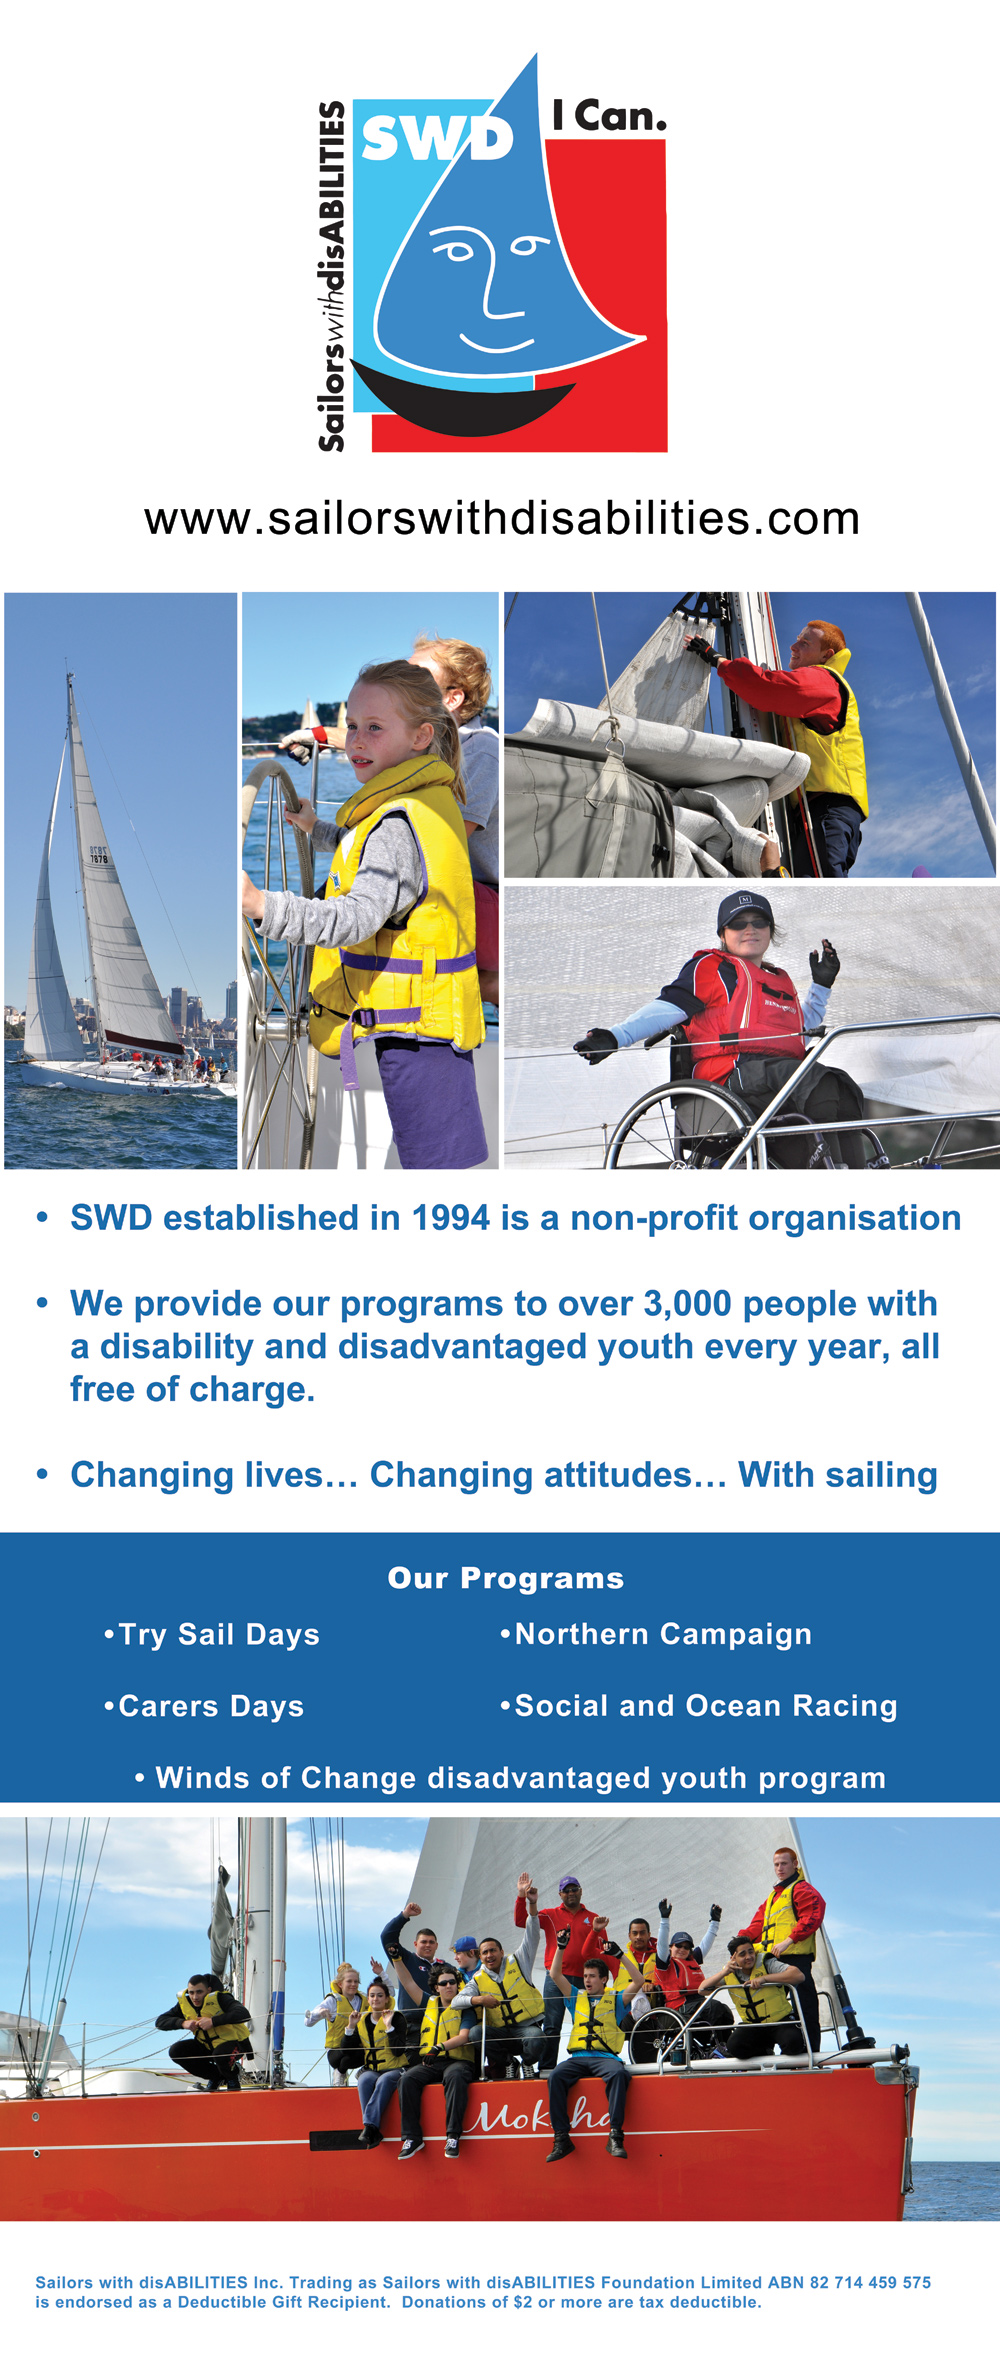 Sailors with disABILITIES
SWD
I Can.
www.sailorswithdisabilities.com
7878
7878
M
• SWD established in 1994 is a non-profit organisation
• We provide our programs to over 3,000 people with
a disability and disadvantaged youth every year, all
free of charge.
• Changing lives… Changing attitudes… With sailing
Our Programs
•Try Sail Days
•Northern Campaign
•Carers Days
•Social and Ocean Racing
• Winds of Change disadvantaged youth program
Sailors with disABILITIES Inc. Trading as Sailors with disABILITIES Foundation Limited ABN 82 714 459 575
is endorsed as a Deductible Gift Recipient. Donations of $2 or more are tax deductible.